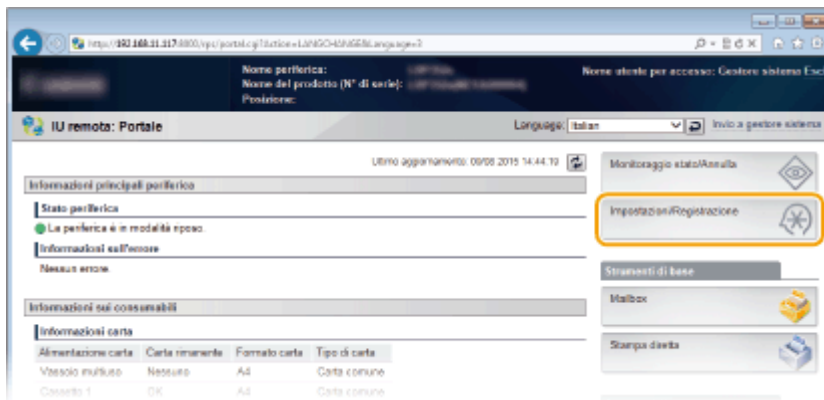 http://192.168.11.117:8000/rps/portal.cgi?Action=LANGCHANGE&Language=3
Nome periferica:
Nome del prodotto (N° di serie):
Posizione:
Nome utente per accesso: Gestore sistema Esci
IU remota: Portale
Language: Italian
Invio a gestore sistema
Ultimo aggiornamento: 09/08 2015 14:44:19
Informazioni principali periferica
Stato periferica
La periferica è in modalità riposo.
Informazioni sull'errore
Nessun errore.
Informazioni sui consumabili
Informazioni carta
Alimentazione carta Carta rimanente Formato carta Tipo di carta
Vassoio multiuso Nessuno A4 Carta comune
Cassetto 1 OK A4 Carta comune
Monitoraggio stato/Annulla
Impostazioni/Registrazione
Strumenti di base
Mailbox
Stampa diretta